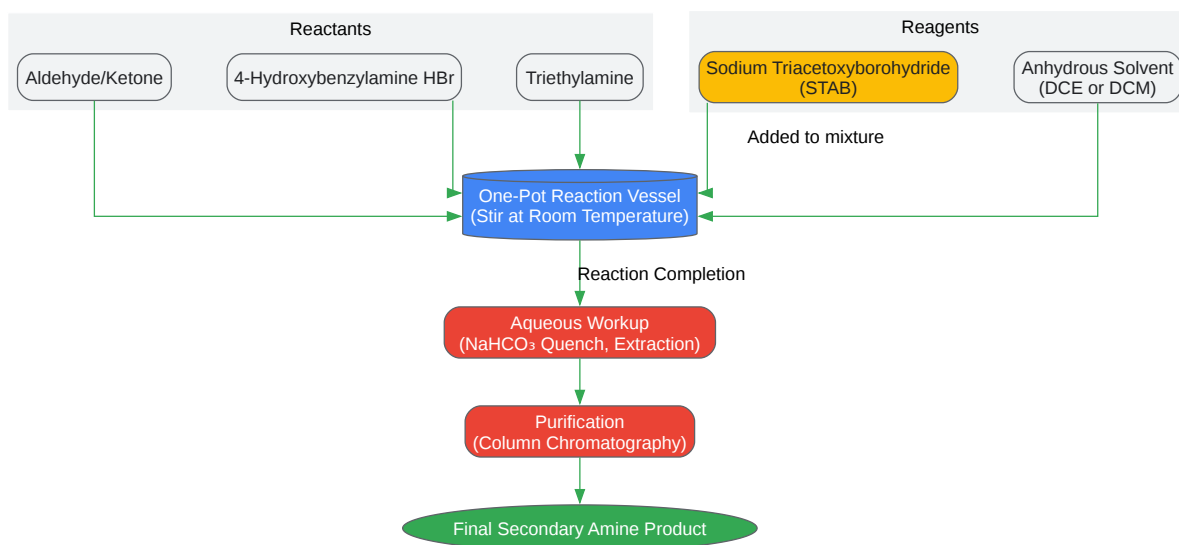 Reactants
Reagents
Aldehyde/Ketone
4-Hydroxybenzylamine HBr
Triethylamine
Sodium Triacetoxyborohydride
(STAB)
Anhydrous Solvent
(DCE or DCM)
Added to mixture
One-Pot Reaction Vessel
(Stir at Room Temperature)
Reaction Completion
Aqueous Workup
(NaHCO₃ Quench, Extraction)
Purification
(Column Chromatography)
Final Secondary Amine Product